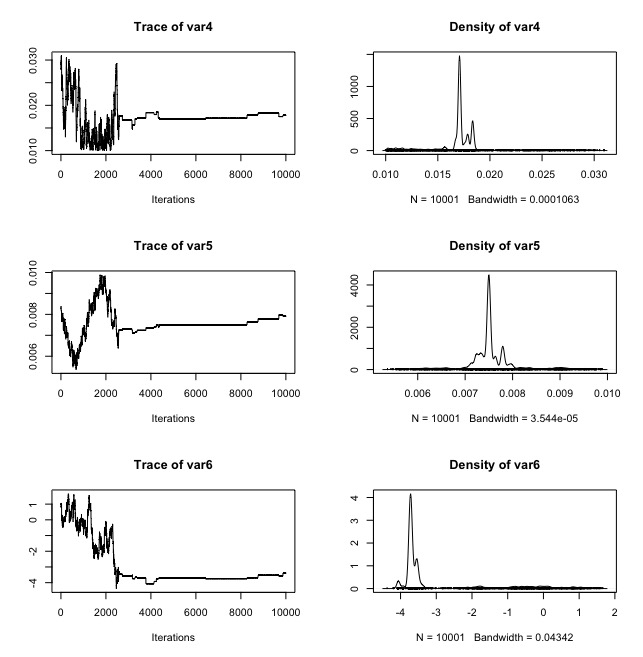 Trace of var4
0.010 0.020 0.030
0 2000 4000 6000 8000 10000
Iterations
Density of var4
0 500 1500
0.010 0.015 0.020 0.025 0.030
N = 10001 Bandwidth = 0.0001063
Trace of var5
0.006 0.008 0.010
0 2000 4000 6000 8000 10000
Iterations
Density of var5
0 2000 4000
0.006 0.007 0.008 0.009 0.010
N = 10001 Bandwidth = 3.544e-05
Trace of var6
-4 -2 0 1
0 2000 4000 6000 8000 10000
Iterations
Density of var6
0 1 2 3 4
-4 -3 -2 -1 0 1 2
N = 10001 Bandwidth = 0.04342